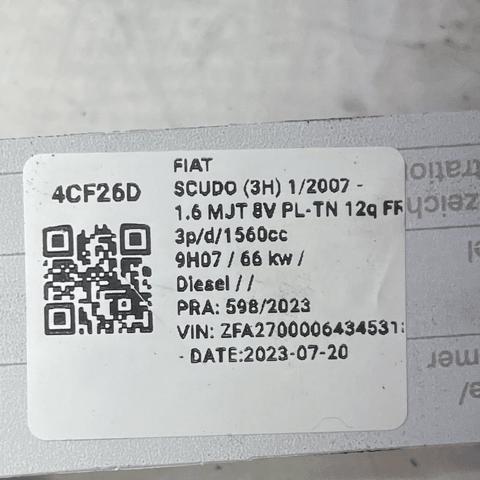 4CF26D
FIAT
SCUDO (3H) 1/2007 -
1.6 MJT 8V PL-TN 12q FR
3p/d/1560cc
9H07 / 66 kw /
Diesel / /
PRA: 598/2023
VIN: ZFA2700006434531
- DATE:2023-07-20